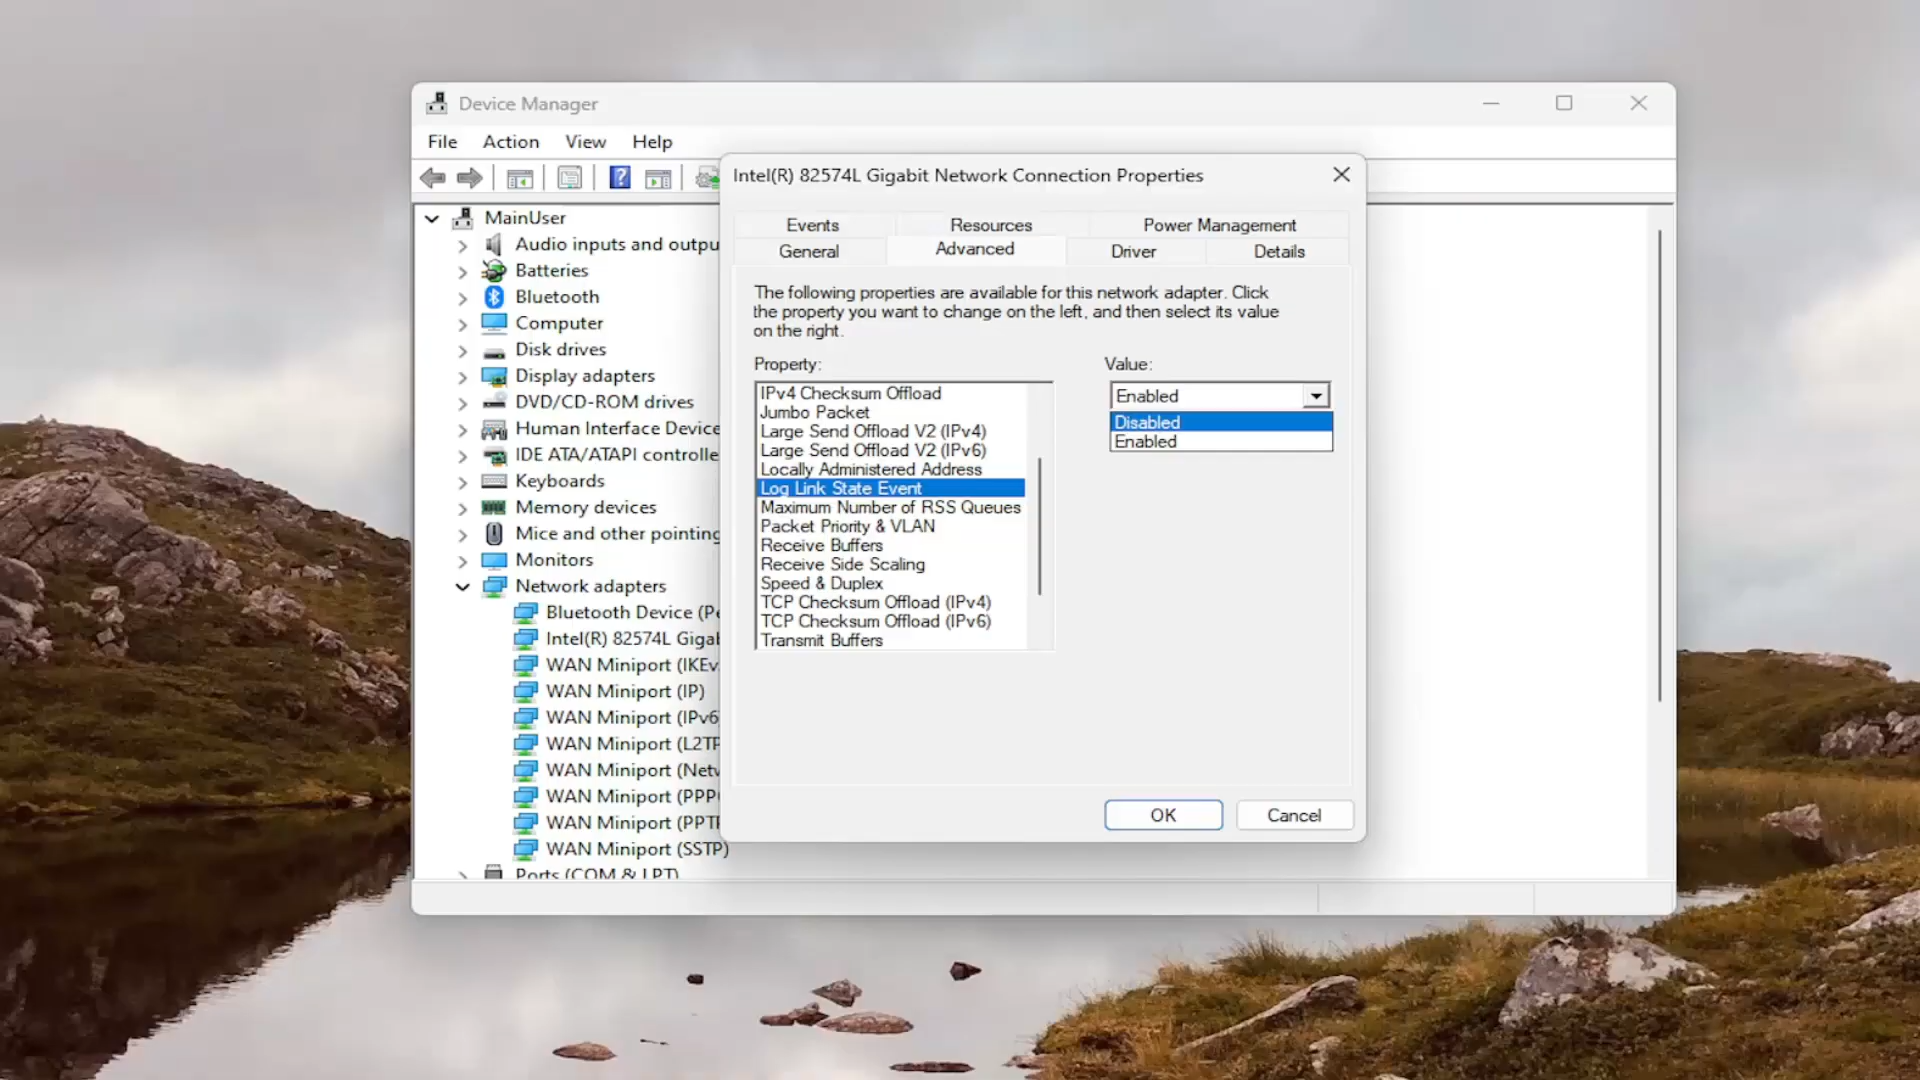 Device Manager
File Action View Help
Intel(R) 82574L Gigabit Network Connection Properties
MainUser
Audio inputs and outpu
Batteries
Bluetooth
Computer
Disk drives
Display adapters
DVD/CD-ROM drives
Human Interface Device
IDE ATA/ATAPI controlle
Keyboards
Memory devices
Mice and other pointing
Monitors
Network adapters
Bluetooth Device (Pe
Intel(R) 82574L Gigab
WAN Miniport (IKEv
WAN Miniport (IP)
WAN Miniport (IPv6
WAN Miniport (L2TP
WAN Miniport (Netw
WAN Miniport (PPPO
WAN Miniport (PPTP
WAN Miniport (SSTP)
Ports (COM & LPT)
Events Resources Power Management
General Advanced Driver Details
The following properties are available for this network adapter. Click
the property you want to change on the left, and then select its value
on the right.
Property:
IPv4 Checksum Offload
Jumbo Packet
Large Send Offload V2 (IPv4)
Large Send Offload V2 (IPv6)
Locally Administered Address
Log Link State Event
Maximum Number of RSS Queues
Packet Priority & VLAN
Receive Buffers
Receive Side Scaling
Speed & Duplex
TCP Checksum Offload (IPv4)
TCP Checksum Offload (IPv6)
Transmit Buffers
Value:
Enabled
Disabled
Enabled
OK Cancel